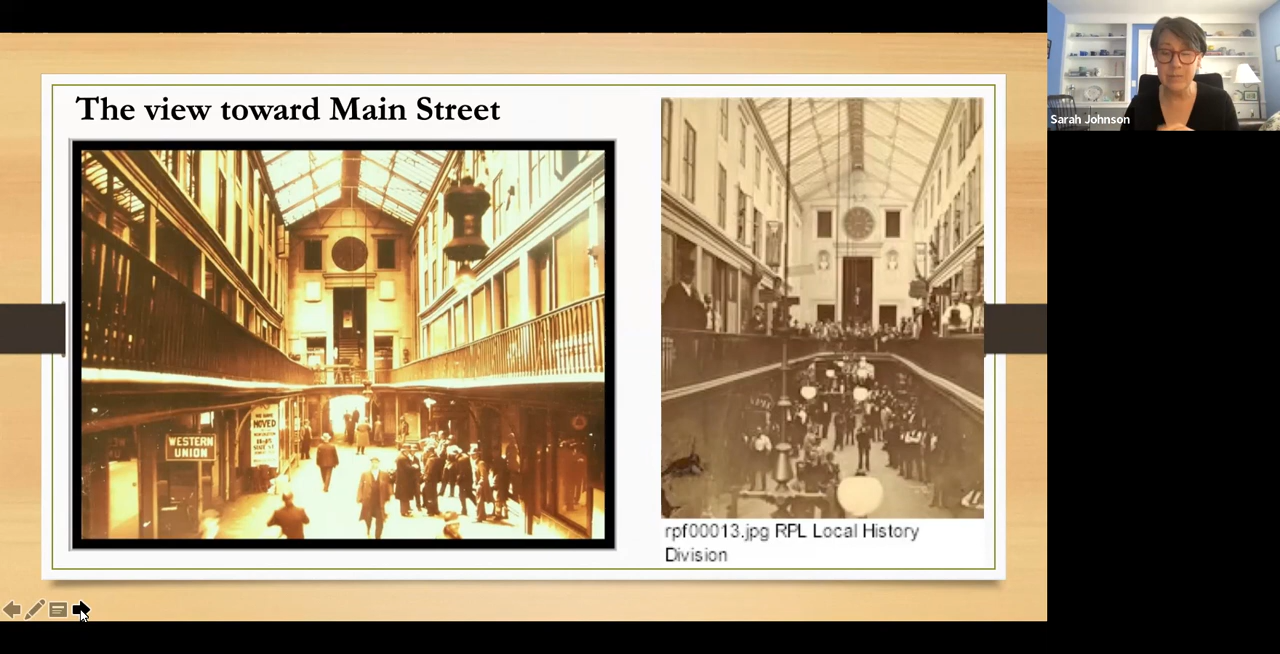 The view toward Main Street
WESTERN
UNION
MOVED
rpf00013.jpg RPL Local History
Division
Sarah Johnson